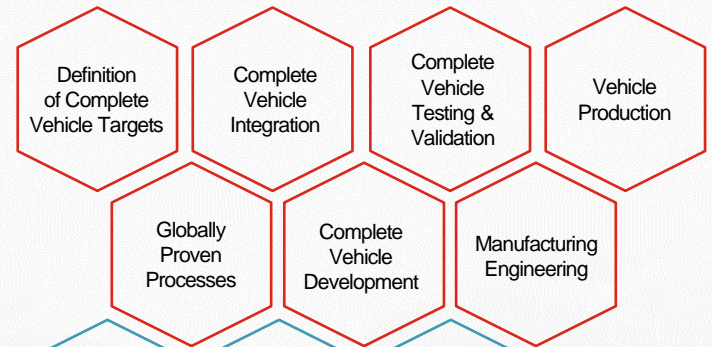 Definition
of Complete
Vehicle Targets
Complete
Vehicle
Integration
Complete
Vehicle
Testing &
Validation
Vehicle
Production
Globally
Proven
Processes
Complete
Vehicle
Development
Manufacturing
Engineering